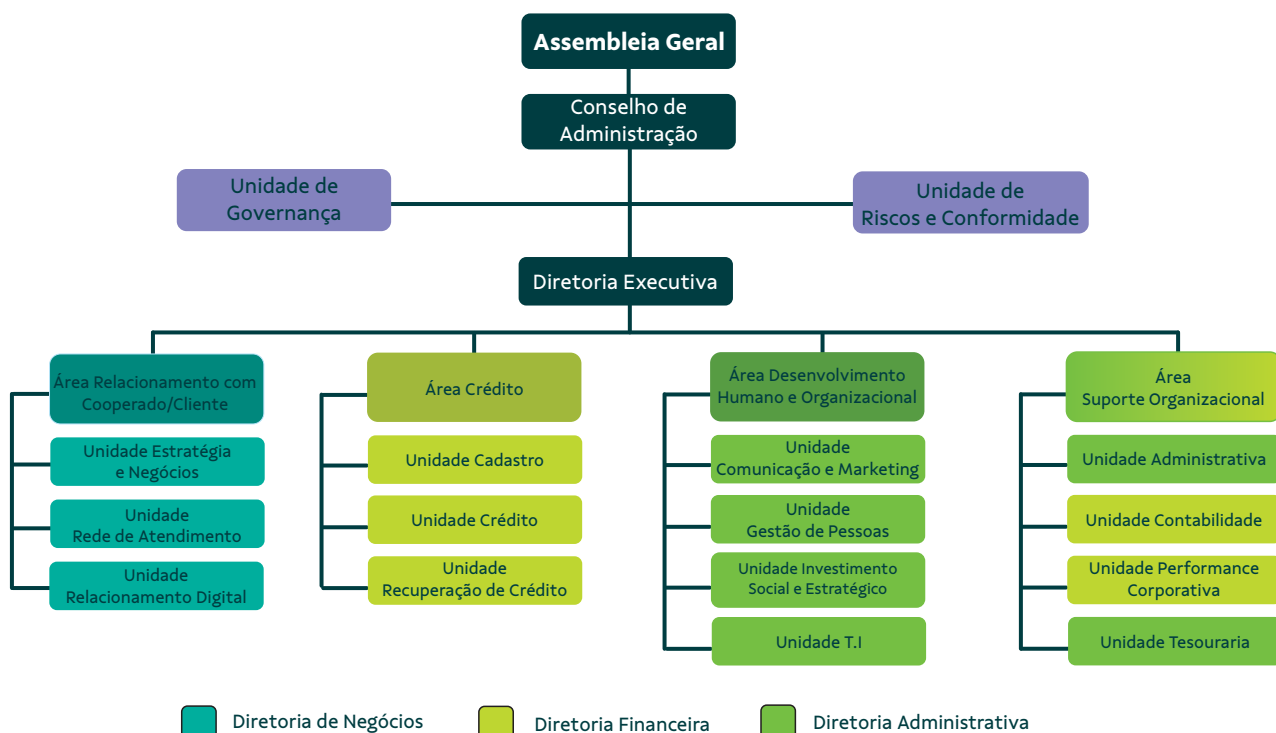 Assembleia Geral
Conselho de
Administração
Unidade de
Governança
Unidade de
Riscos e Conformidade
Diretoria Executiva
Área Relacionamento com
Cooperado/Cliente
Unidade Estratégia
e Negócios
Unidade
Rede de Atendimento
Unidade
Relacionamento Digital
Área Crédito
Unidade Cadastro
Unidade Crédito
Unidade
Recuperação de Crédito
Área Desenvolvimento
Humano e Organizacional
Unidade
Comunicação e Marketing
Unidade
Gestão de Pessoas
Unidade Investimento
Social e Estratégico
Unidade T.I
Área
Suporte Organizacional
Unidade Administrativa
Unidade Contabilidade
Unidade Performance
Corporativa
Unidade Tesouraria
Diretoria de Negócios
Diretoria Financeira
Diretoria Administrativa